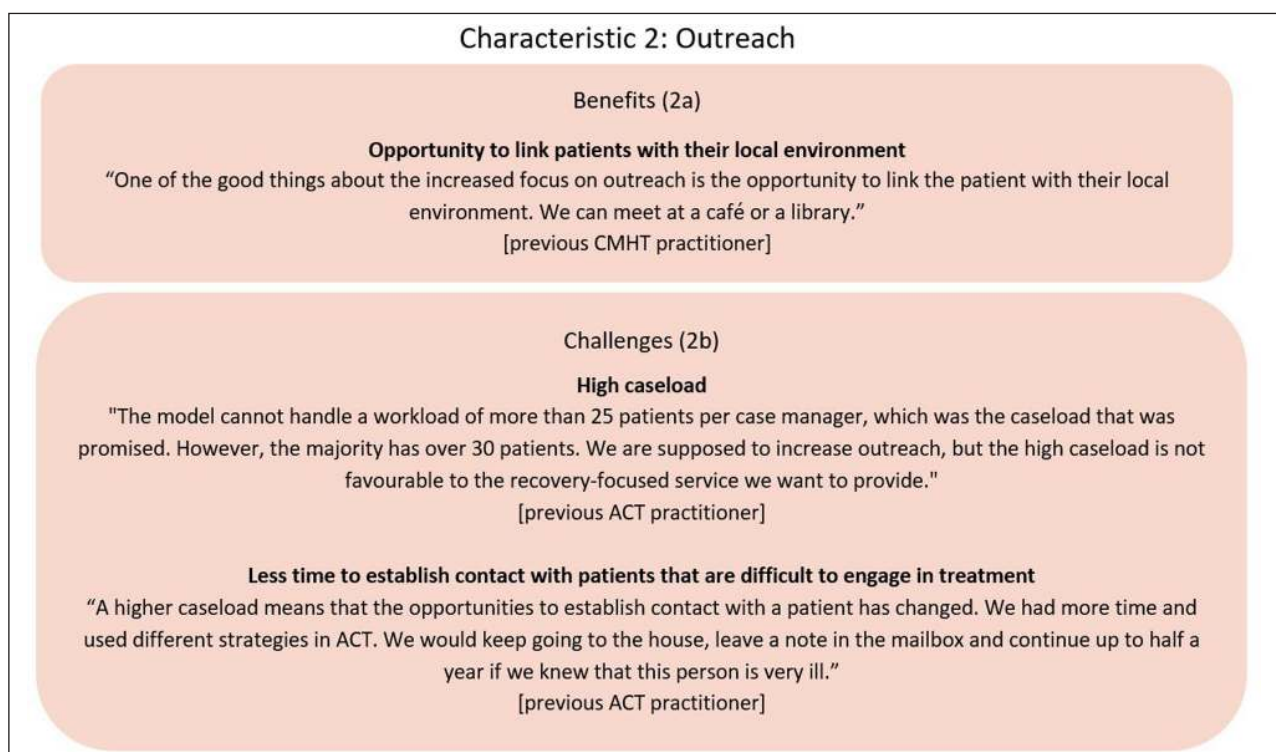 Characteristic 2: Outreach
Benefits (2a)
Opportunity to link patients with their local environment
“One of the good things about the increased focus on outreach is the opportunity to link the patient with their local
environment. We can meet at a café or a library.”
[previous CMHT practitioner]
Challenges (2b)
High caseload
"The model cannot handle a workload of more than 25 patients per case manager, which was the caseload that was
promised. However, the majority has over 30 patients. We are supposed to increase outreach, but the high caseload is not
favourable to the recovery-focused service we want to provide."
[previous ACT practitioner]
Less time to establish contact with patients that are difficult to engage in treatment
“A higher caseload means that the opportunities to establish contact with a patient has changed. We had more time and
used different strategies in ACT. We would keep going to the house, leave a note in the mailbox and continue up to half a
year if we knew that this person is very ill.”
[previous ACT practitioner]